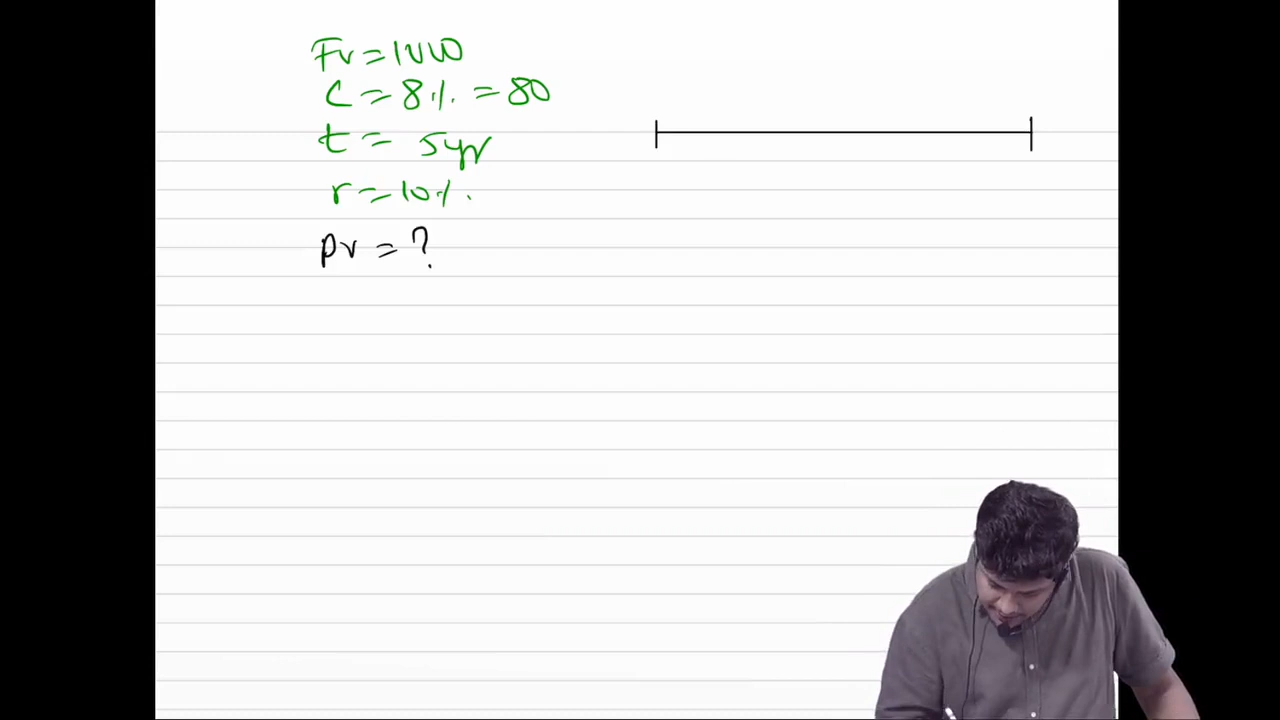 FV = 1000
C = 8% = 80
t = 5yr
r = 10%.
PV = ?